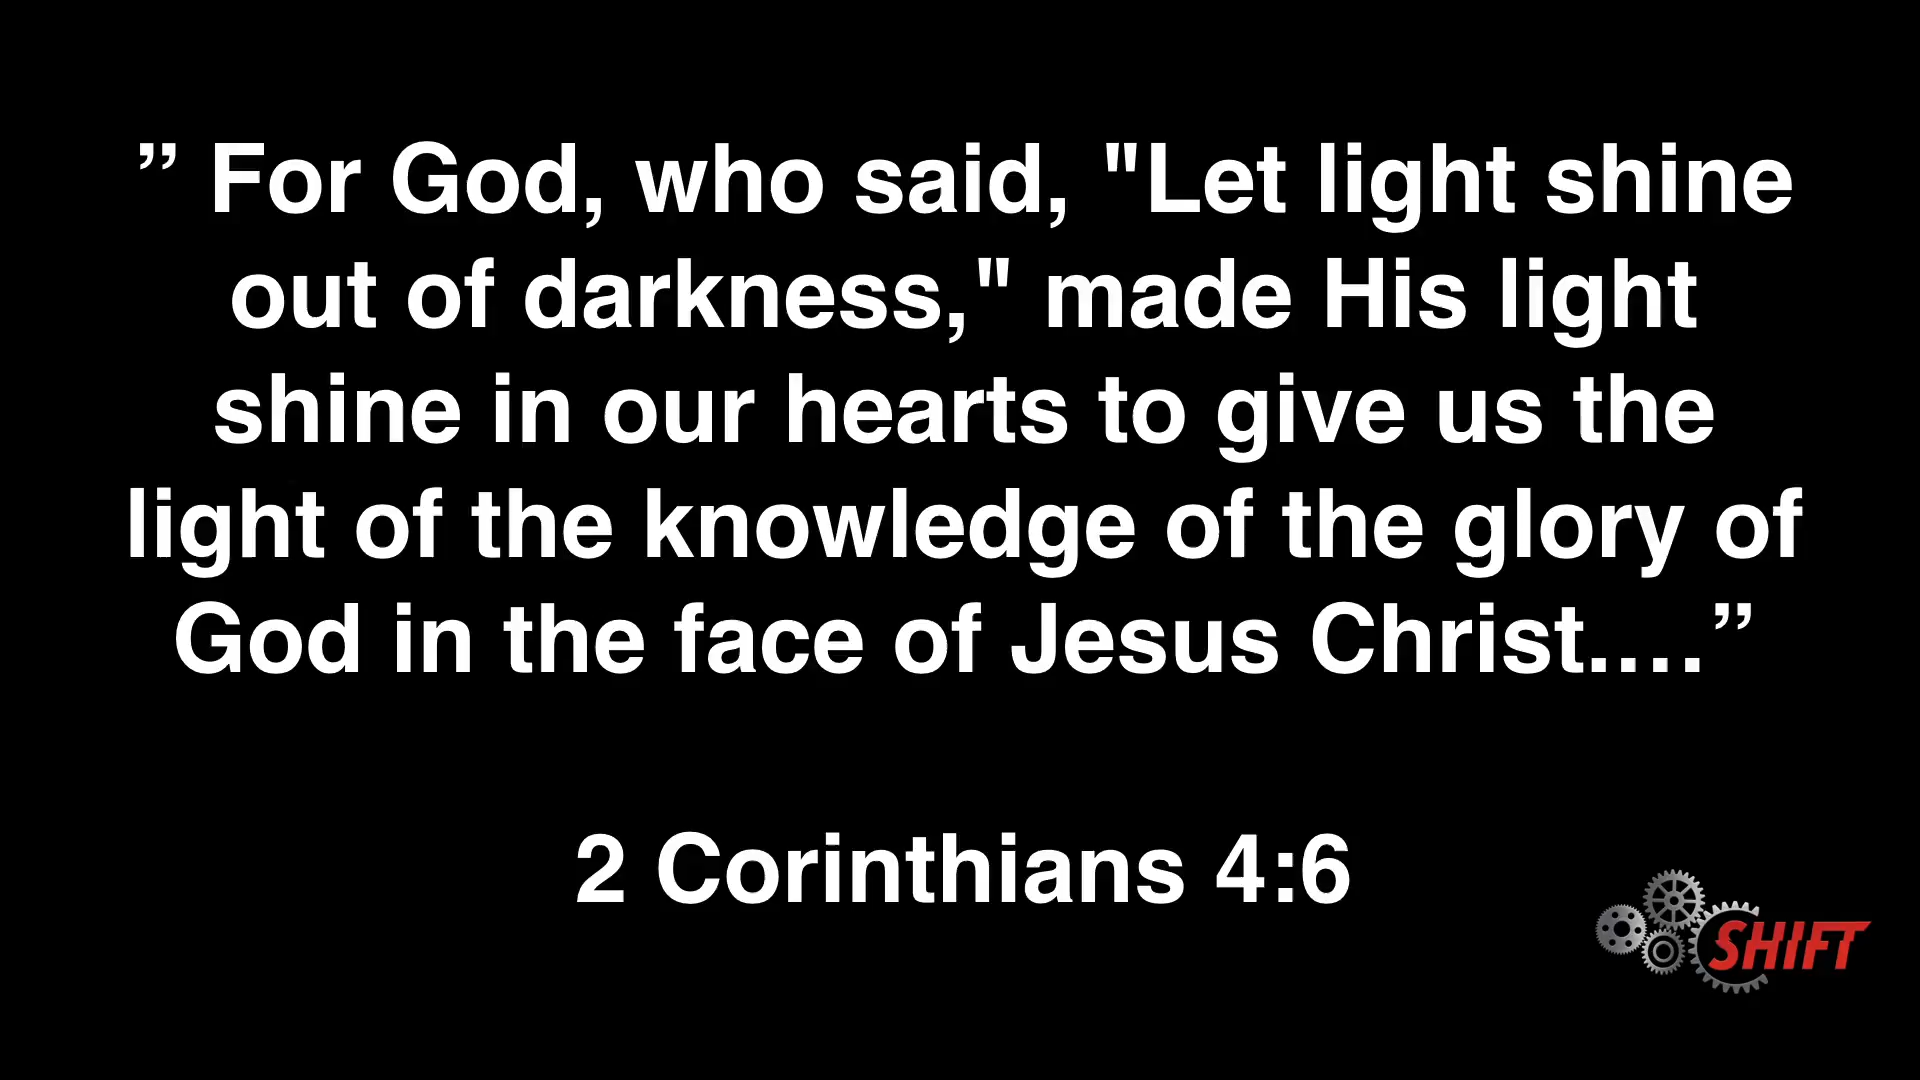 ” For God, who said, "Let light shine
out of darkness," made His light
shine in our hearts to give us the
light of the knowledge of the glory of
God in the face of Jesus Christ.…”
2 Corinthians 4:6
SHIFT